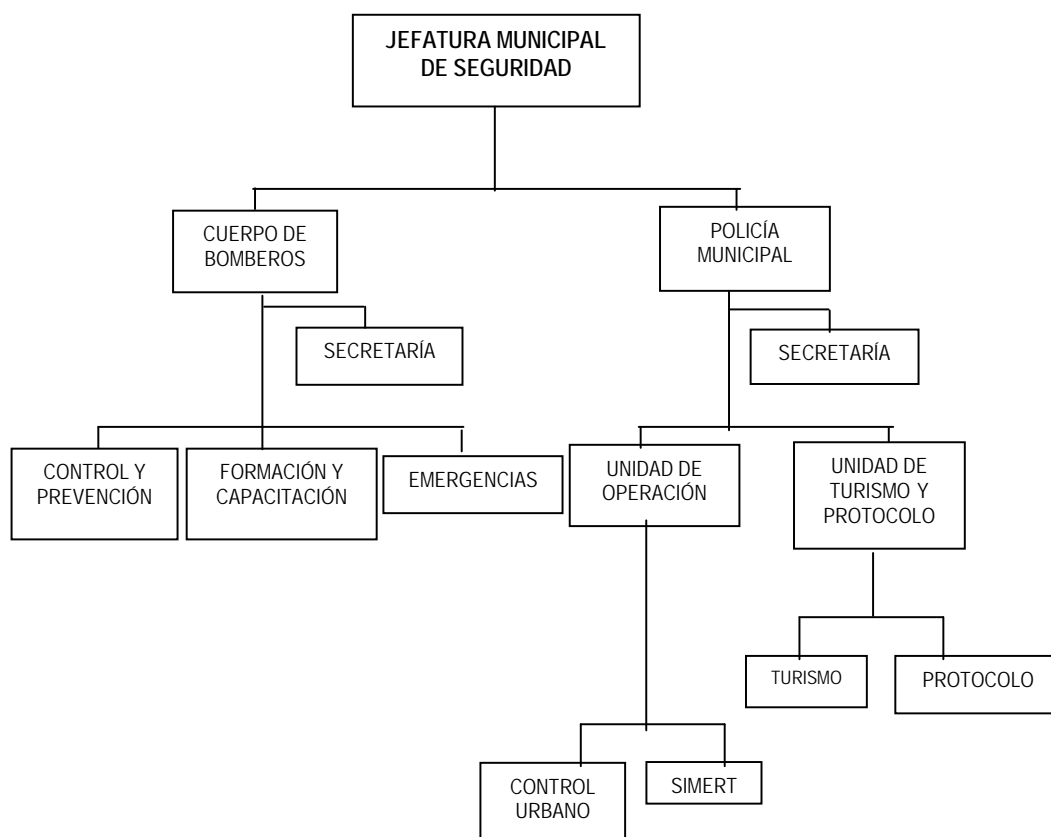 JEFATURA MUNICIPAL
DE SEGURIDAD
CUERPO DE
BOMBEROS
POLICÍA
MUNICIPAL
SECRETARÍA
SECRETARÍA
CONTROL Y
PREVENCIÓN
FORMACIÓN Y
CAPACITACIÓN
EMERGENCIAS
UNIDAD DE
OPERACIÓN
UNIDAD DE
TURISMO Y
PROTOCOLO
TURISMO
PROTOCOLO
CONTROL
URBANO
SIMERT